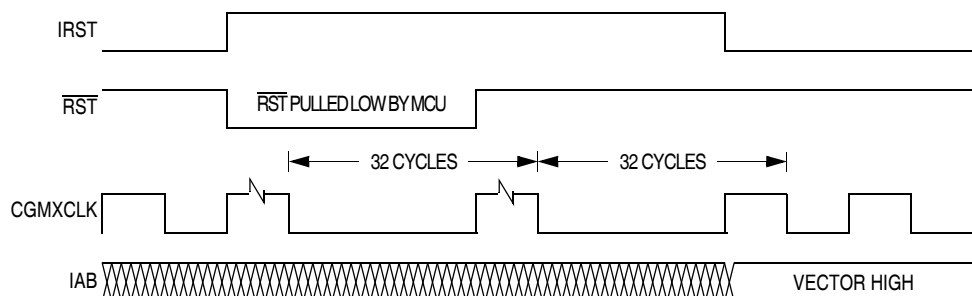 IRST
RST
RST PULLED LOW BY MCU
32 CYCLES
32 CYCLES
CGMXCLK
IAB
VECTOR HIGH